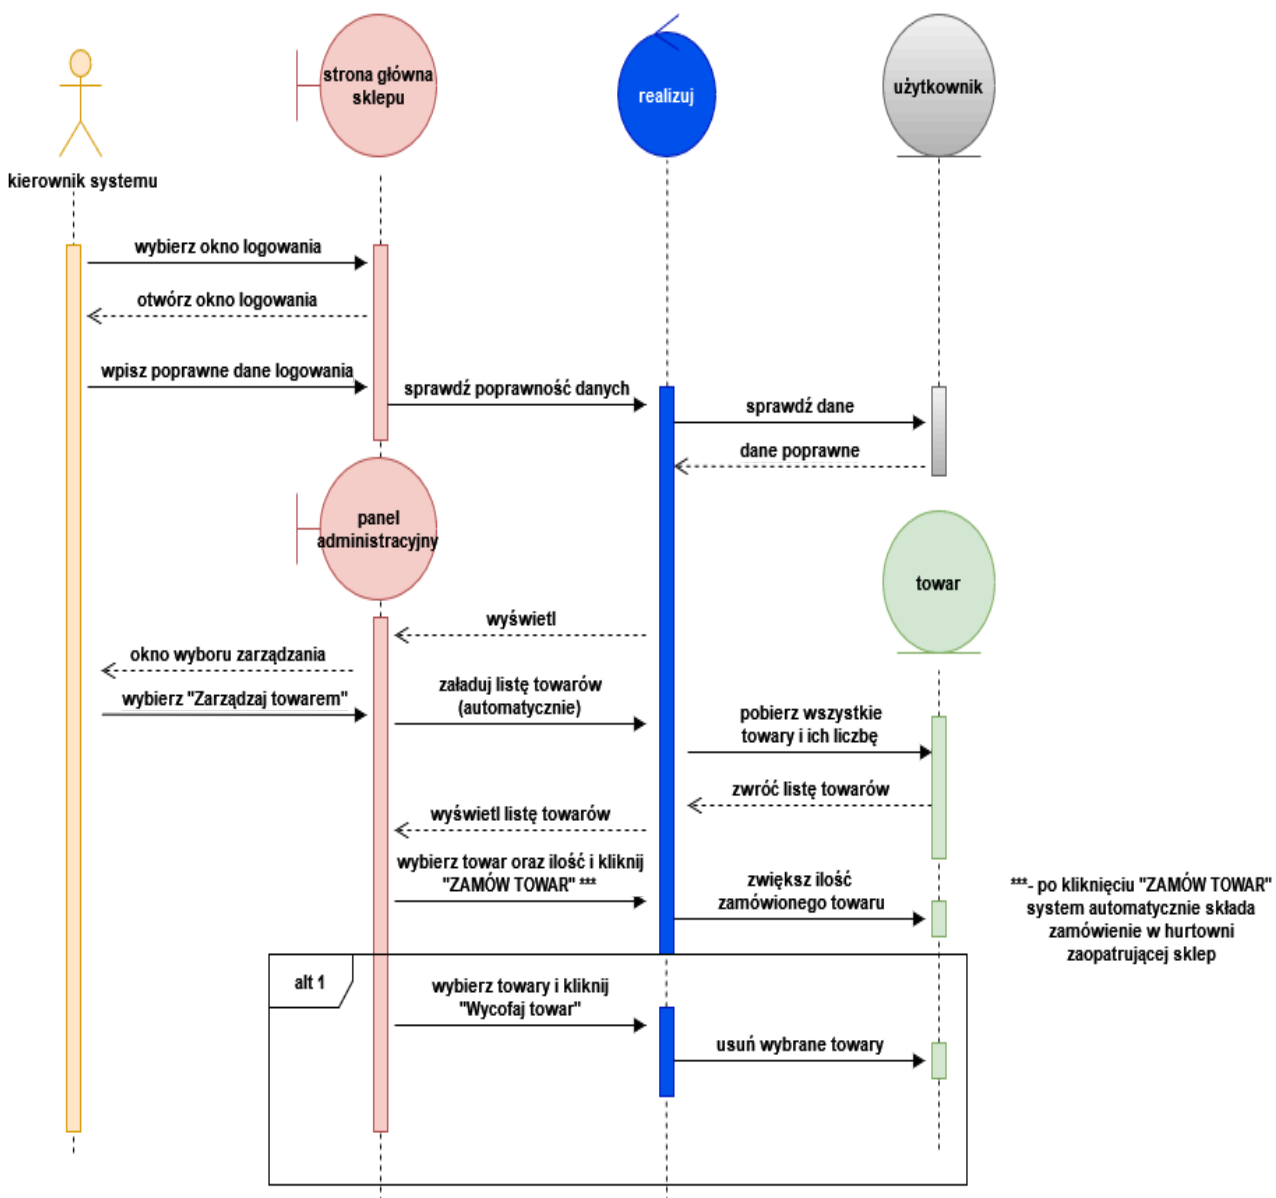 strona główna
sklepu
realizuj
użytkownik
kierownik systemu
wybierz okno logowania
otwórz okno logowania
wpisz poprawne dane logowania
sprawdź poprawność danych
sprawdź dane
dane poprawne
panel
administracyjny
towar
wyświetl
okno wyboru zarządzania
wybierz "Zarządzaj towarem"
załaduj listę towarów
(automatycznie)
pobierz wszystkie
towary i ich liczbę
zwróć listę towarów
wyświetl listę towarów
wybierz towar oraz ilość i kliknij
"ZAMÓW TOWAR" ***
zwiększ ilość
zamówionego towaru
***- po kliknięciu "ZAMÓW TOWAR"
system automatycznie składa
zamówienie w hurtowni
zaopatrującej sklep
alt 1
wybierz towary i kliknij
"Wycofaj towar"
usuń wybrane towary